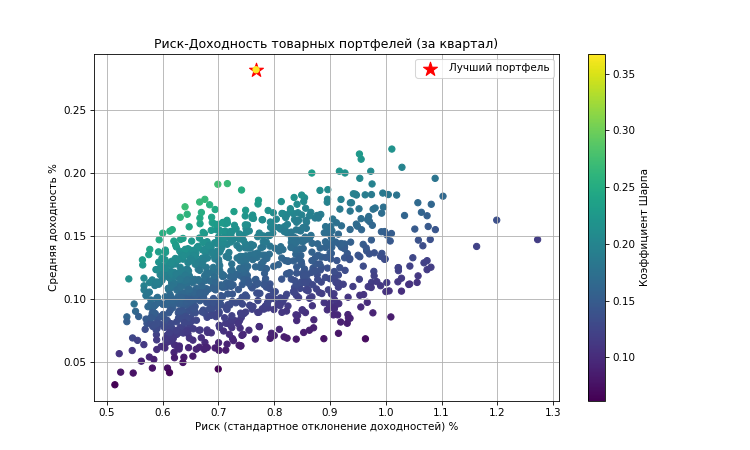 Риск-Доходность товарных портфелей (за квартал)
Лучший портфель
Средняя доходность %
0.25
0.20
0.15
0.10
0.05
0.5 0.6 0.7 0.8 0.9 1.0 1.1 1.2 1.3
Риск (стандартное отклонение доходностей) %
0.35
0.30
0.25
0.20
0.15
0.10
Коэффициент Шарпа